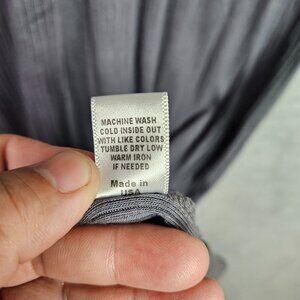 MACHINE WASH
COLD INSIDE OUT
WITH LIKE COLORS
TUMBLE DRY LOW
WARM IRON
IF NEEDED
Made in
USA